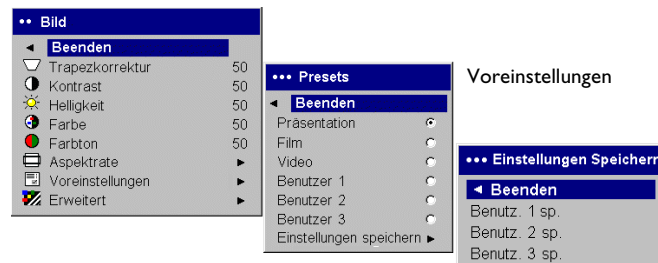 •• Bild
◄ Beenden
Trapezkorrektur 50
Kontrast 50
Helligkeit 50
Farbe 50
Farbton 50
Aspektrate ►
Voreinstellungen ►
Erweitert ►
••• Presets
◄ Beenden
Präsentation
Film
Video
Benutzer 1
Benutzer 2
Benutzer 3
Einstellungen speichern ►
Voreinstellungen
••• Einstellungen Speichern
◄ Beenden
Benutz. 1 sp.
Benutz. 2 sp.
Benutz. 3 sp.